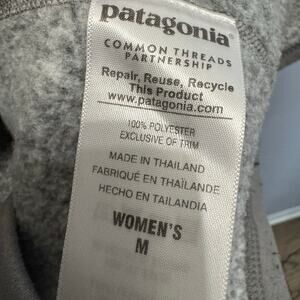 patagonia®
COMMON THREADS
PARTNERSHIP
Repair, Reuse, Recycle
This Product
www.patagonia.com
100% POLYESTER
EXCLUSIVE OF TRIM
MADE IN THAILAND
FABRIQUÉ EN THAÏLANDE
HECHO EN TAILANDIA
WOMEN'S
M